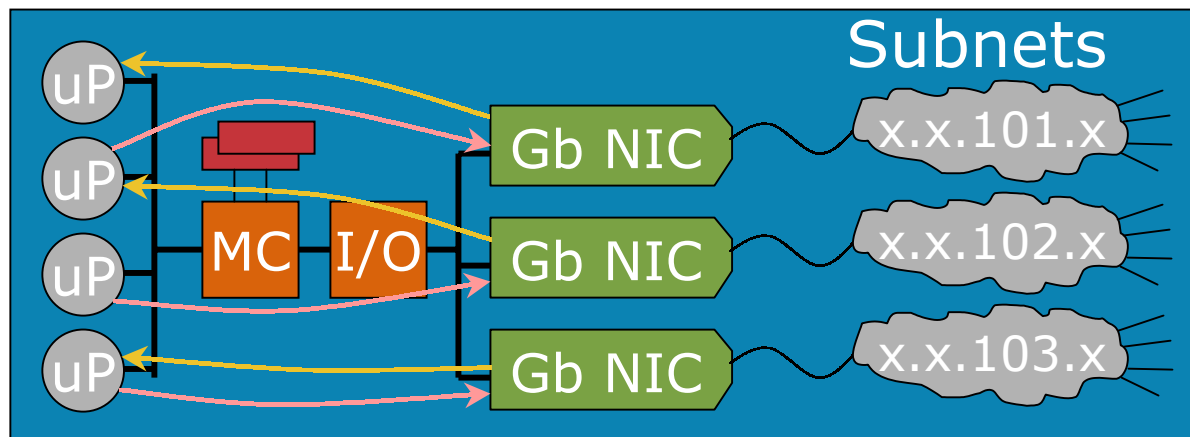 Subnets
uP
Gb NIC
x.x.101.x
uP
MC
I/O
Gb NIC
x.x.102.x
uP
uP
Gb NIC
x.x.103.x